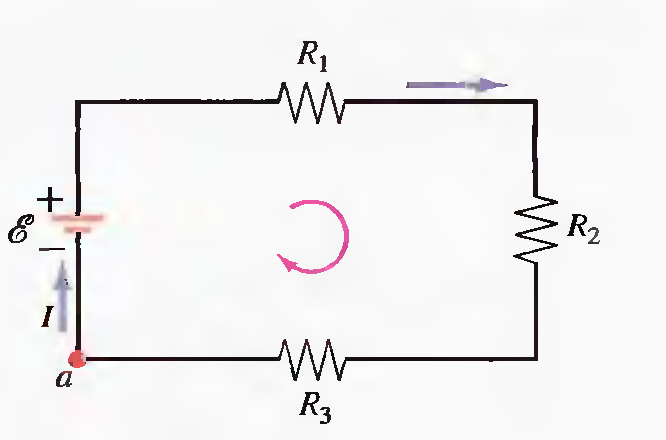 R₁
+
ℰ
−
R₂
I
a
R₃